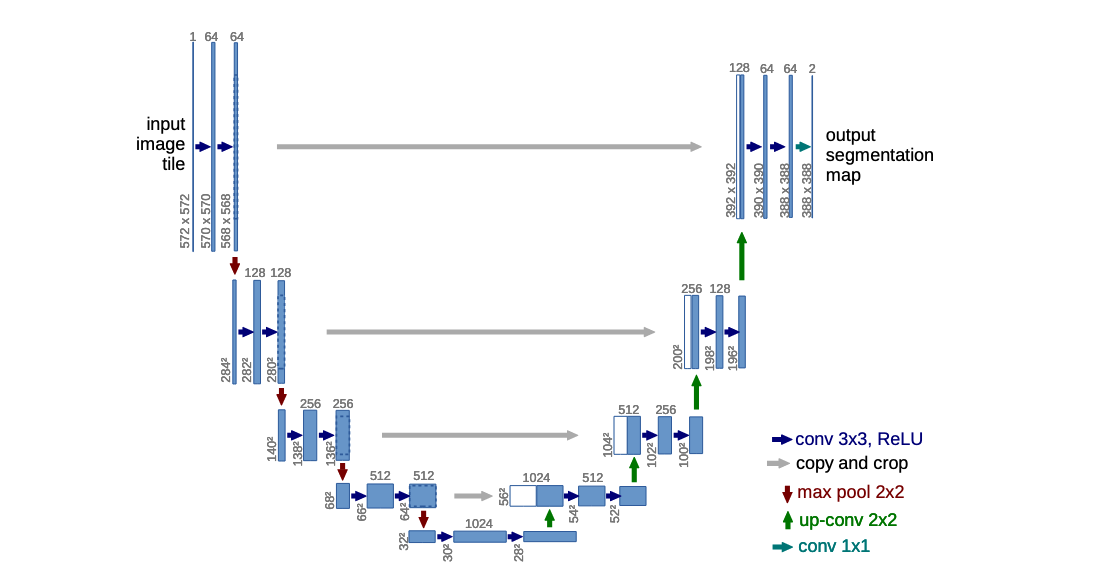 1 64 64
input
image
tile
572 x 572
570 x 570
568 x 568
128 64 64 2
output
segmentation
map
392 x 392
390 x 390
388 x 388
388 x 388
128 128
284²
282²
280²
256 128
200²
198²
196²
256 256
140²
138²
136²
512 256
104²
102²
100²
512 512
68²
66²
64²
1024 512
56²
54²
52²
1024
32²
30²
28²
conv 3x3, ReLU
copy and crop
max pool 2x2
up-conv 2x2
conv 1x1